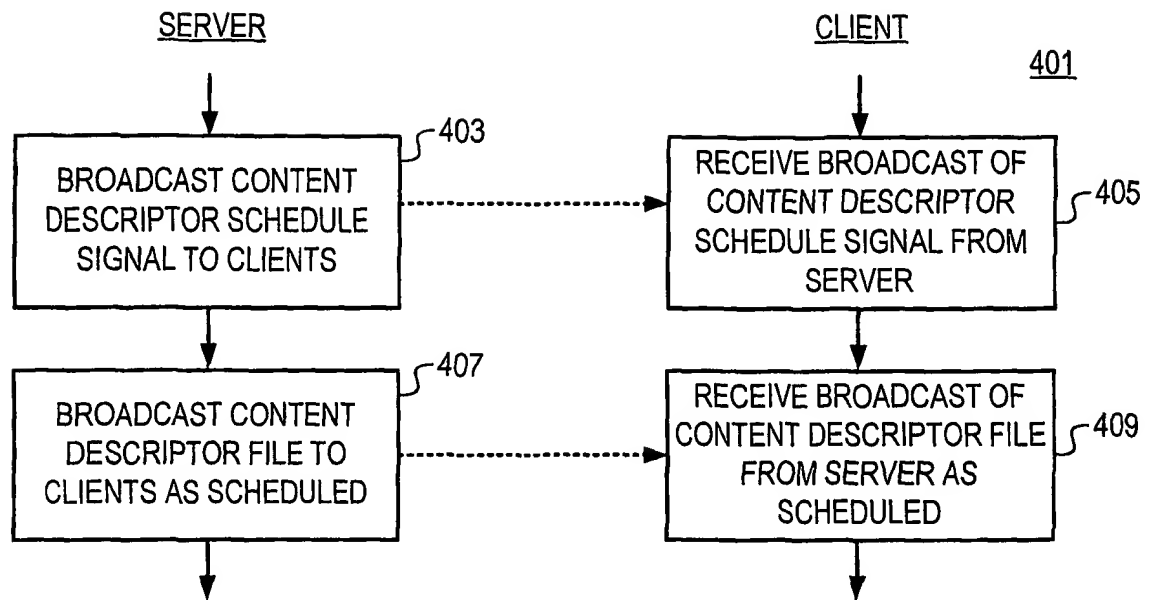 SERVER
CLIENT
401
403
BROADCAST CONTENT
DESCRIPTOR SCHEDULE
SIGNAL TO CLIENTS
RECEIVE BROADCAST OF
CONTENT DESCRIPTOR
SCHEDULE SIGNAL FROM
SERVER
405
407
BROADCAST CONTENT
DESCRIPTOR FILE TO
CLIENTS AS SCHEDULED
RECEIVE BROADCAST OF
CONTENT DESCRIPTOR FILE
FROM SERVER AS
SCHEDULED
409